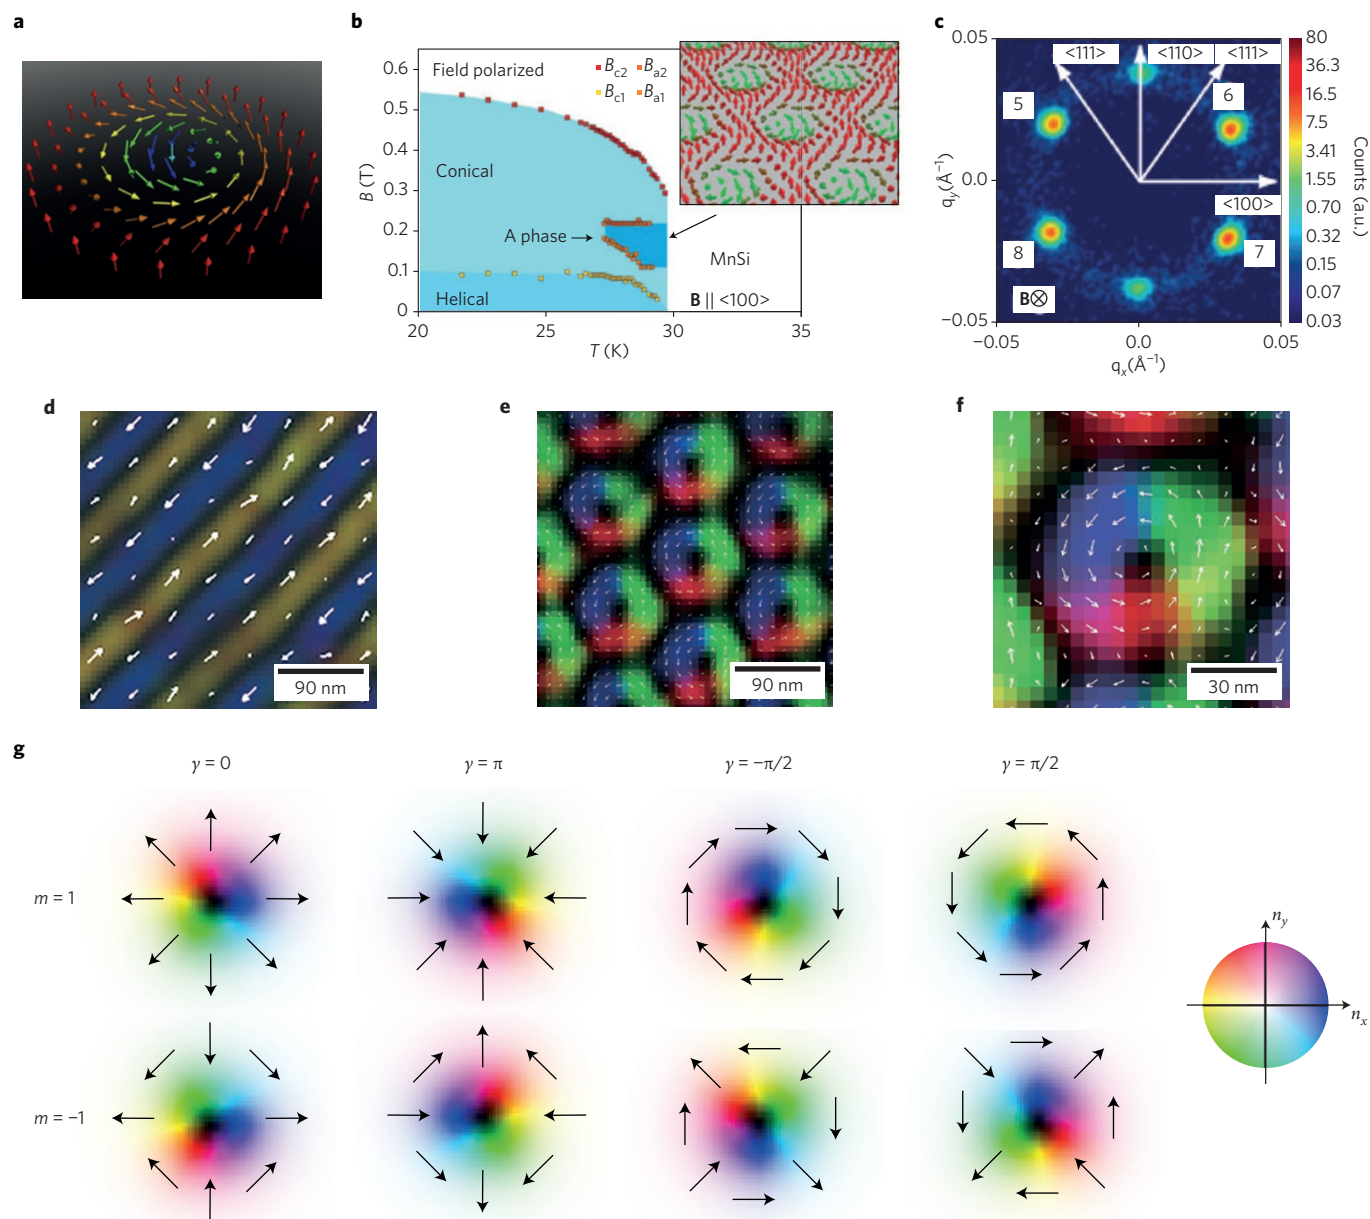 a
b
c
0.6
0.5
0.4
0.3
0.2
0.1
0
B (T)
Field polarized
Conical
A phase
Helical
Bc2 Ba2
Bc1 Ba1
MnSi
B || <100>
20 25 30 35
T (K)
0.05
0.0
−0.05
qy(Å−1)
<111> <110> <111>
5
6
<100>
8
7
B⊗
−0.05 0.0 0.05
qx(Å−1)
80
36.3
16.5
7.5
3.41
1.55
0.70
0.32
0.15
0.07
0.03
Counts (a.u.)
d
90 nm
e
90 nm
f
30 nm
g
γ = 0 γ = π γ = −π/2 γ = π/2
m = 1
m = −1
ny
nx